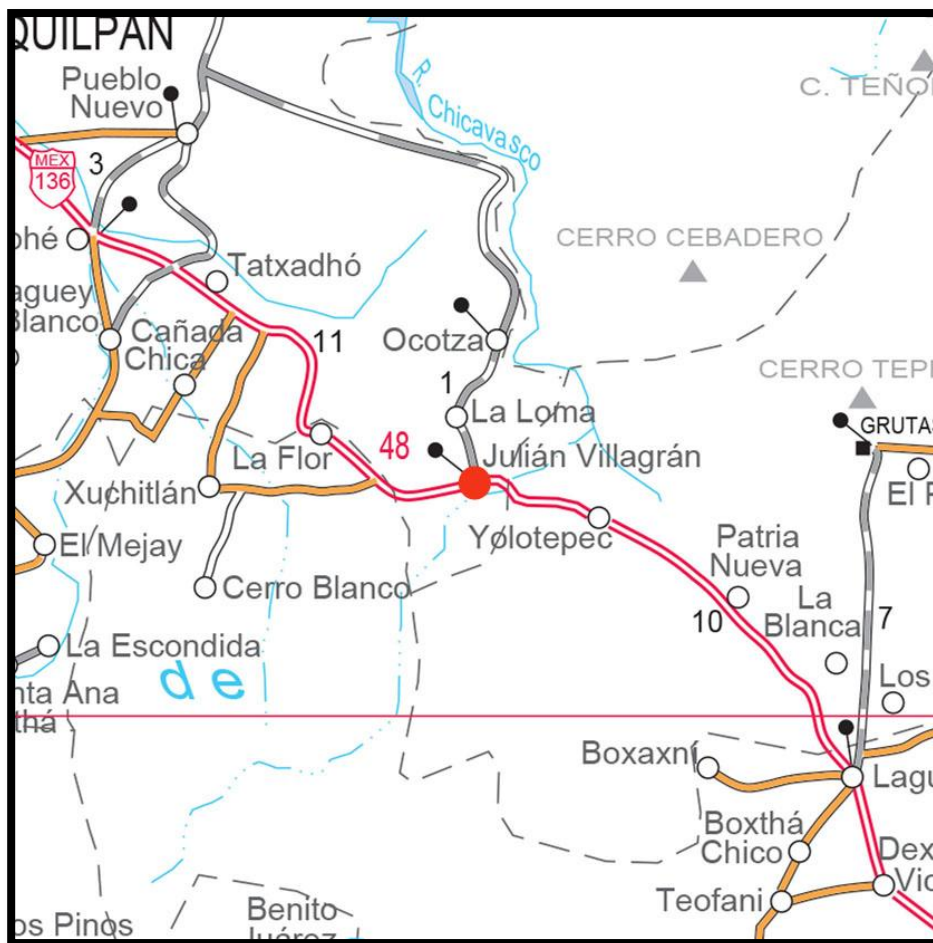 QUILPAN
Pueblo
Nuevo
R. Chicavasco
C. TEÑO
MEX
136
3
ohé
Tatxadhó
CERRO CEBADERO
aguey
Blanco
Cañada
Chica
11
Ocotza
1
La Loma
CERRO TEP
GRUTAS
La Flor
48
Julián Villagrán
El
Xuchitlán
Yolotepec
El Mejay
Patria
Nueva
Cerro Blanco
La
Blanca
10
7
La Escondida
de
nta Ana
thá
Los
Boxaxní
Lagu
Boxthá
Chico
Dex
Vic
Teofani
Benito
Juárez
os Pinos